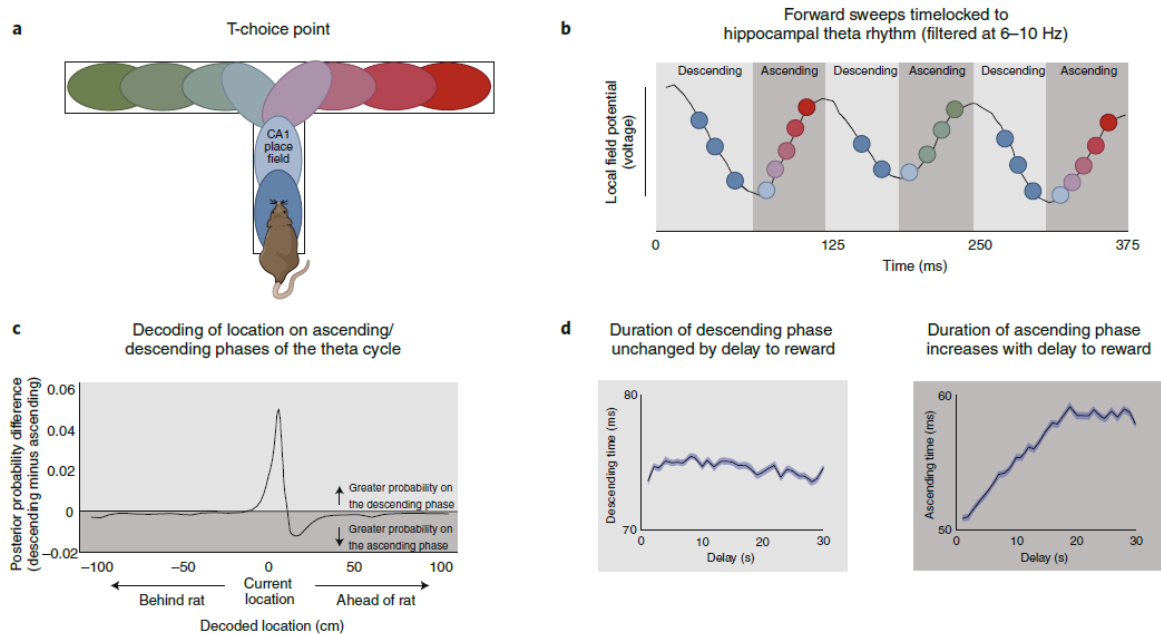 a
T-choice point
CA1
place
field
b
Forward sweeps timelocked to
hippocampal theta rhythm (filtered at 6–10 Hz)
Descending
Ascending
Descending
Ascending
Descending
Ascending
Local field potential
(voltage)
0
125
250
375
Time (ms)
c
Decoding of location on ascending/
descending phases of the theta cycle
Posterior probability difference
(descending minus ascending)
0.06
0.04
0.02
0
−0.02
Greater probability on
the descending phase
Greater probability on
the ascending phase
−100
−50
0
50
100
Behind rat
Current
location
Ahead of rat
Decoded location (cm)
d
Duration of descending phase
unchanged by delay to reward
Descending time (ms)
80
70
0
10
20
30
Delay (s)
Duration of ascending phase
increases with delay to reward
Ascending time (ms)
60
50
0
10
20
30
Delay (s)